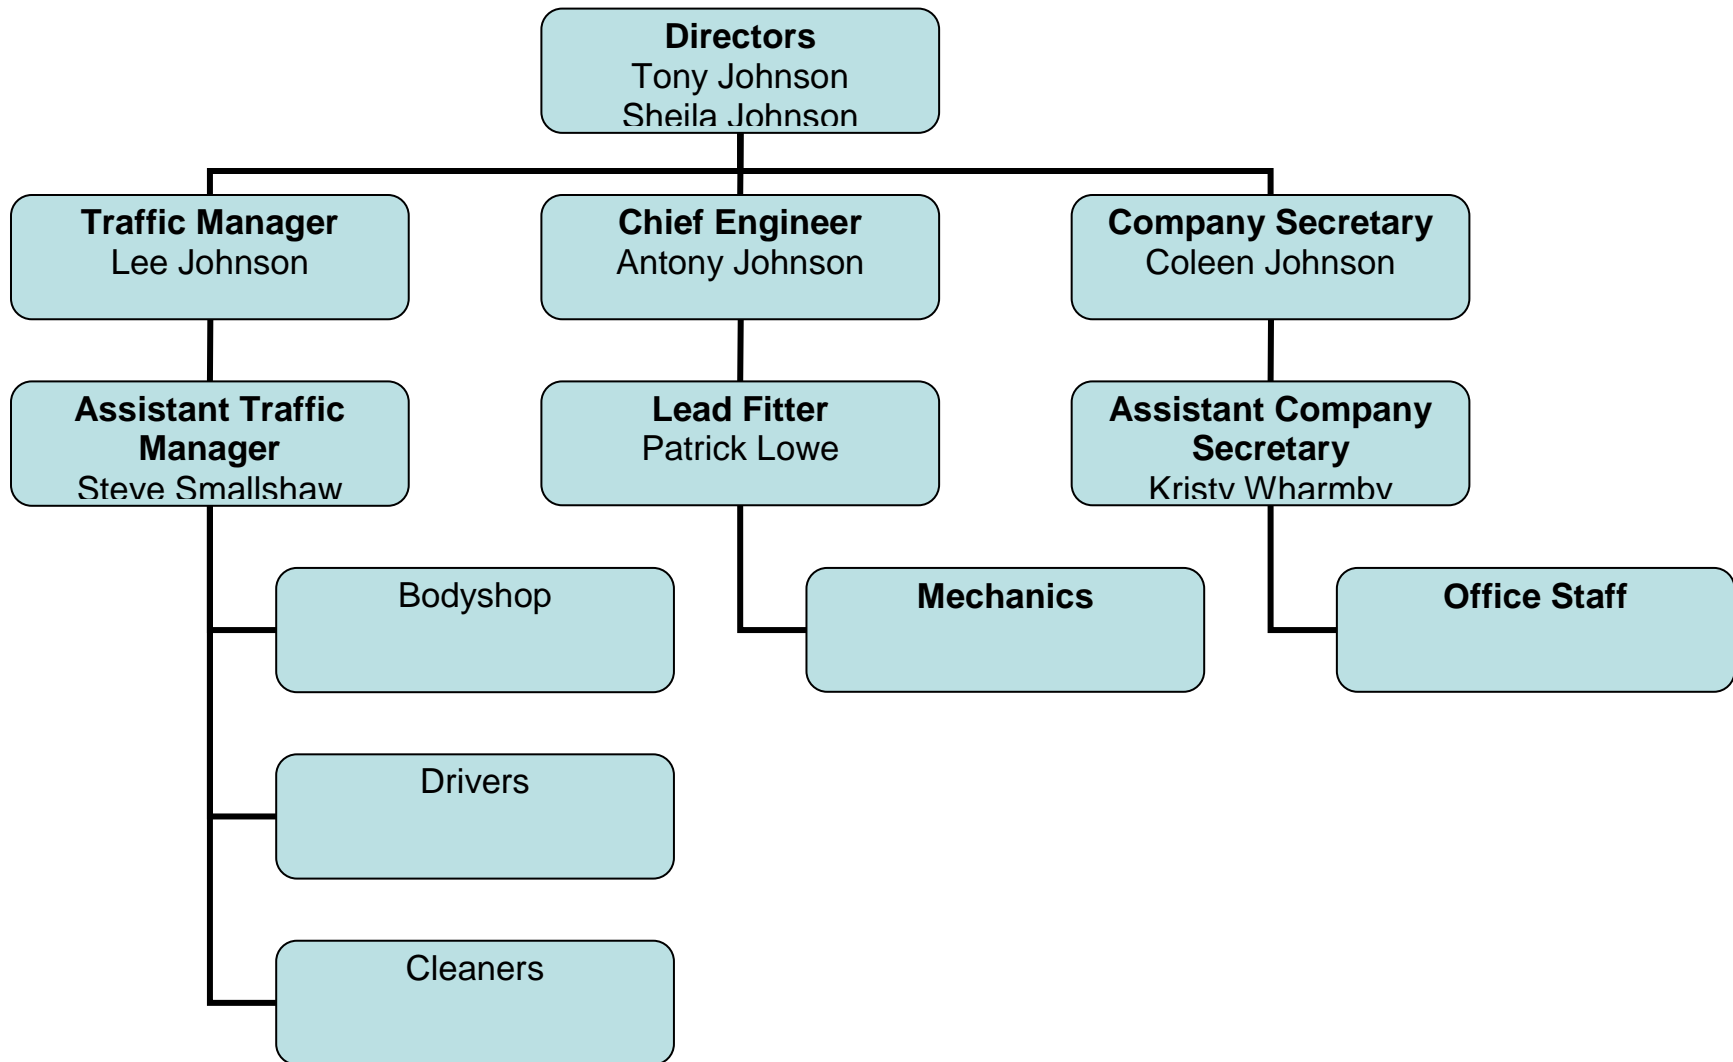 Directors
Tony Johnson
Sheila Johnson
Traffic Manager
Lee Johnson
Chief Engineer
Antony Johnson
Company Secretary
Coleen Johnson
Assistant Traffic
Manager
Steve Smallshaw
Lead Fitter
Patrick Lowe
Assistant Company
Secretary
Kristy Wharmby
Bodyshop
Mechanics
Office Staff
Drivers
Cleaners